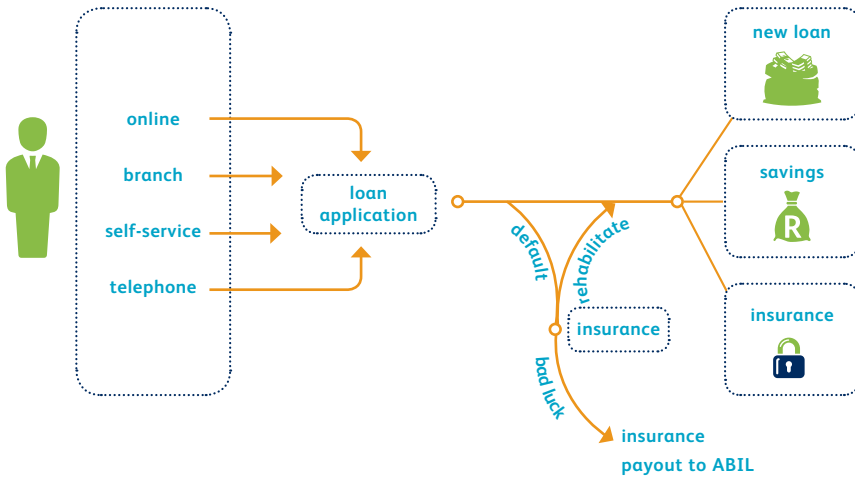 online
branch
self-service
telephone
loan
application
default
rehabilitate
insurance
bad luck
insurance
payout to ABIL
new loan
savings
R
insurance